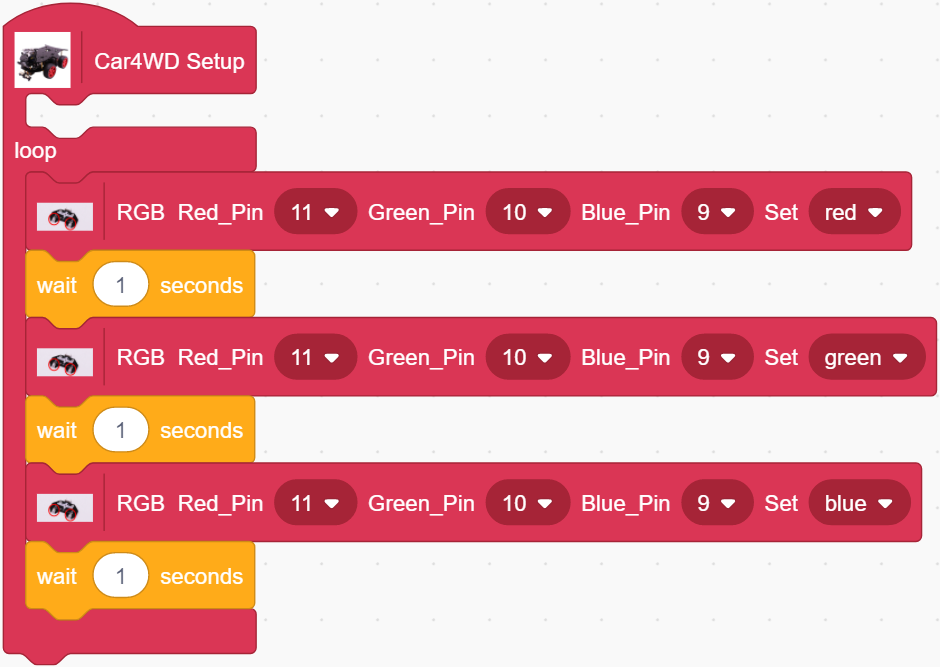 Car4WD Setup
loop
RGB Red_Pin 11 Green_Pin 10 Blue_Pin 9 Set red
wait 1 seconds
RGB Red_Pin 11 Green_Pin 10 Blue_Pin 9 Set green
wait 1 seconds
RGB Red_Pin 11 Green_Pin 10 Blue_Pin 9 Set blue
wait 1 seconds